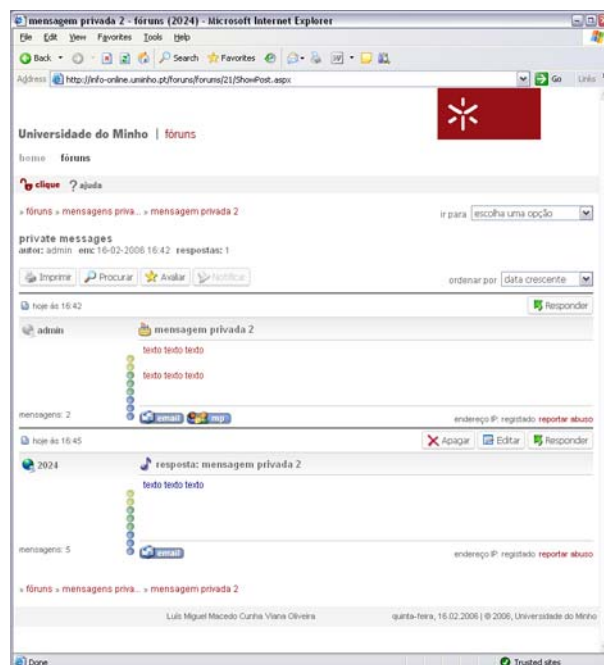 mensagem privada 2 - fóruns (2024) - Microsoft Internet Explorer
File Edit View Favorites Tools Help
Back Search Favorites
Address http://info-online.uminho.pt/foruns/forums/21/ShowPost.aspx Go Links
Universidade do Minho | fóruns
home fóruns
clique ? ajuda
» fóruns » mensagens priva... » mensagem privada 2 ir para escolha uma opção
private messages
autor: admin em: 16-02-2006 16:42 respostas: 1
Imprimir Procurar Avaliar Notificar ordenar por data crescente
hoje às 16:42 Responder
admin mensagem privada 2
texto texto texto
texto texto texto
mensagens: 2 email mp endereço IP: registado reportar abuso
hoje às 16:45 Apagar Editar Responder
2024 resposta: mensagem privada 2
texto texto texto
mensagens: 5 email endereço IP: registado reportar abuso
» fóruns » mensagens priva... » mensagem privada 2
Luís Miguel Macedo Cunha Viana Oliveira quinta-feira, 16.02.2006 | © 2006, Universidade do Minho
Done Trusted sites